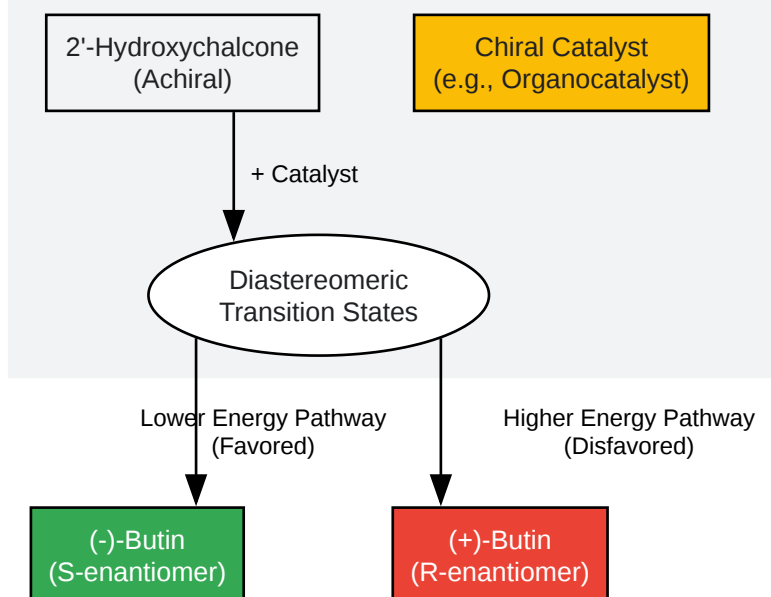 2'-Hydroxychalcone
(Achiral)
Chiral Catalyst
(e.g., Organocatalyst)
+ Catalyst
Diastereomeric
Transition States
Lower Energy Pathway
(Favored)
Higher Energy Pathway
(Disfavored)
(-)-Butin
(S-enantiomer)
(+)-Butin
(R-enantiomer)